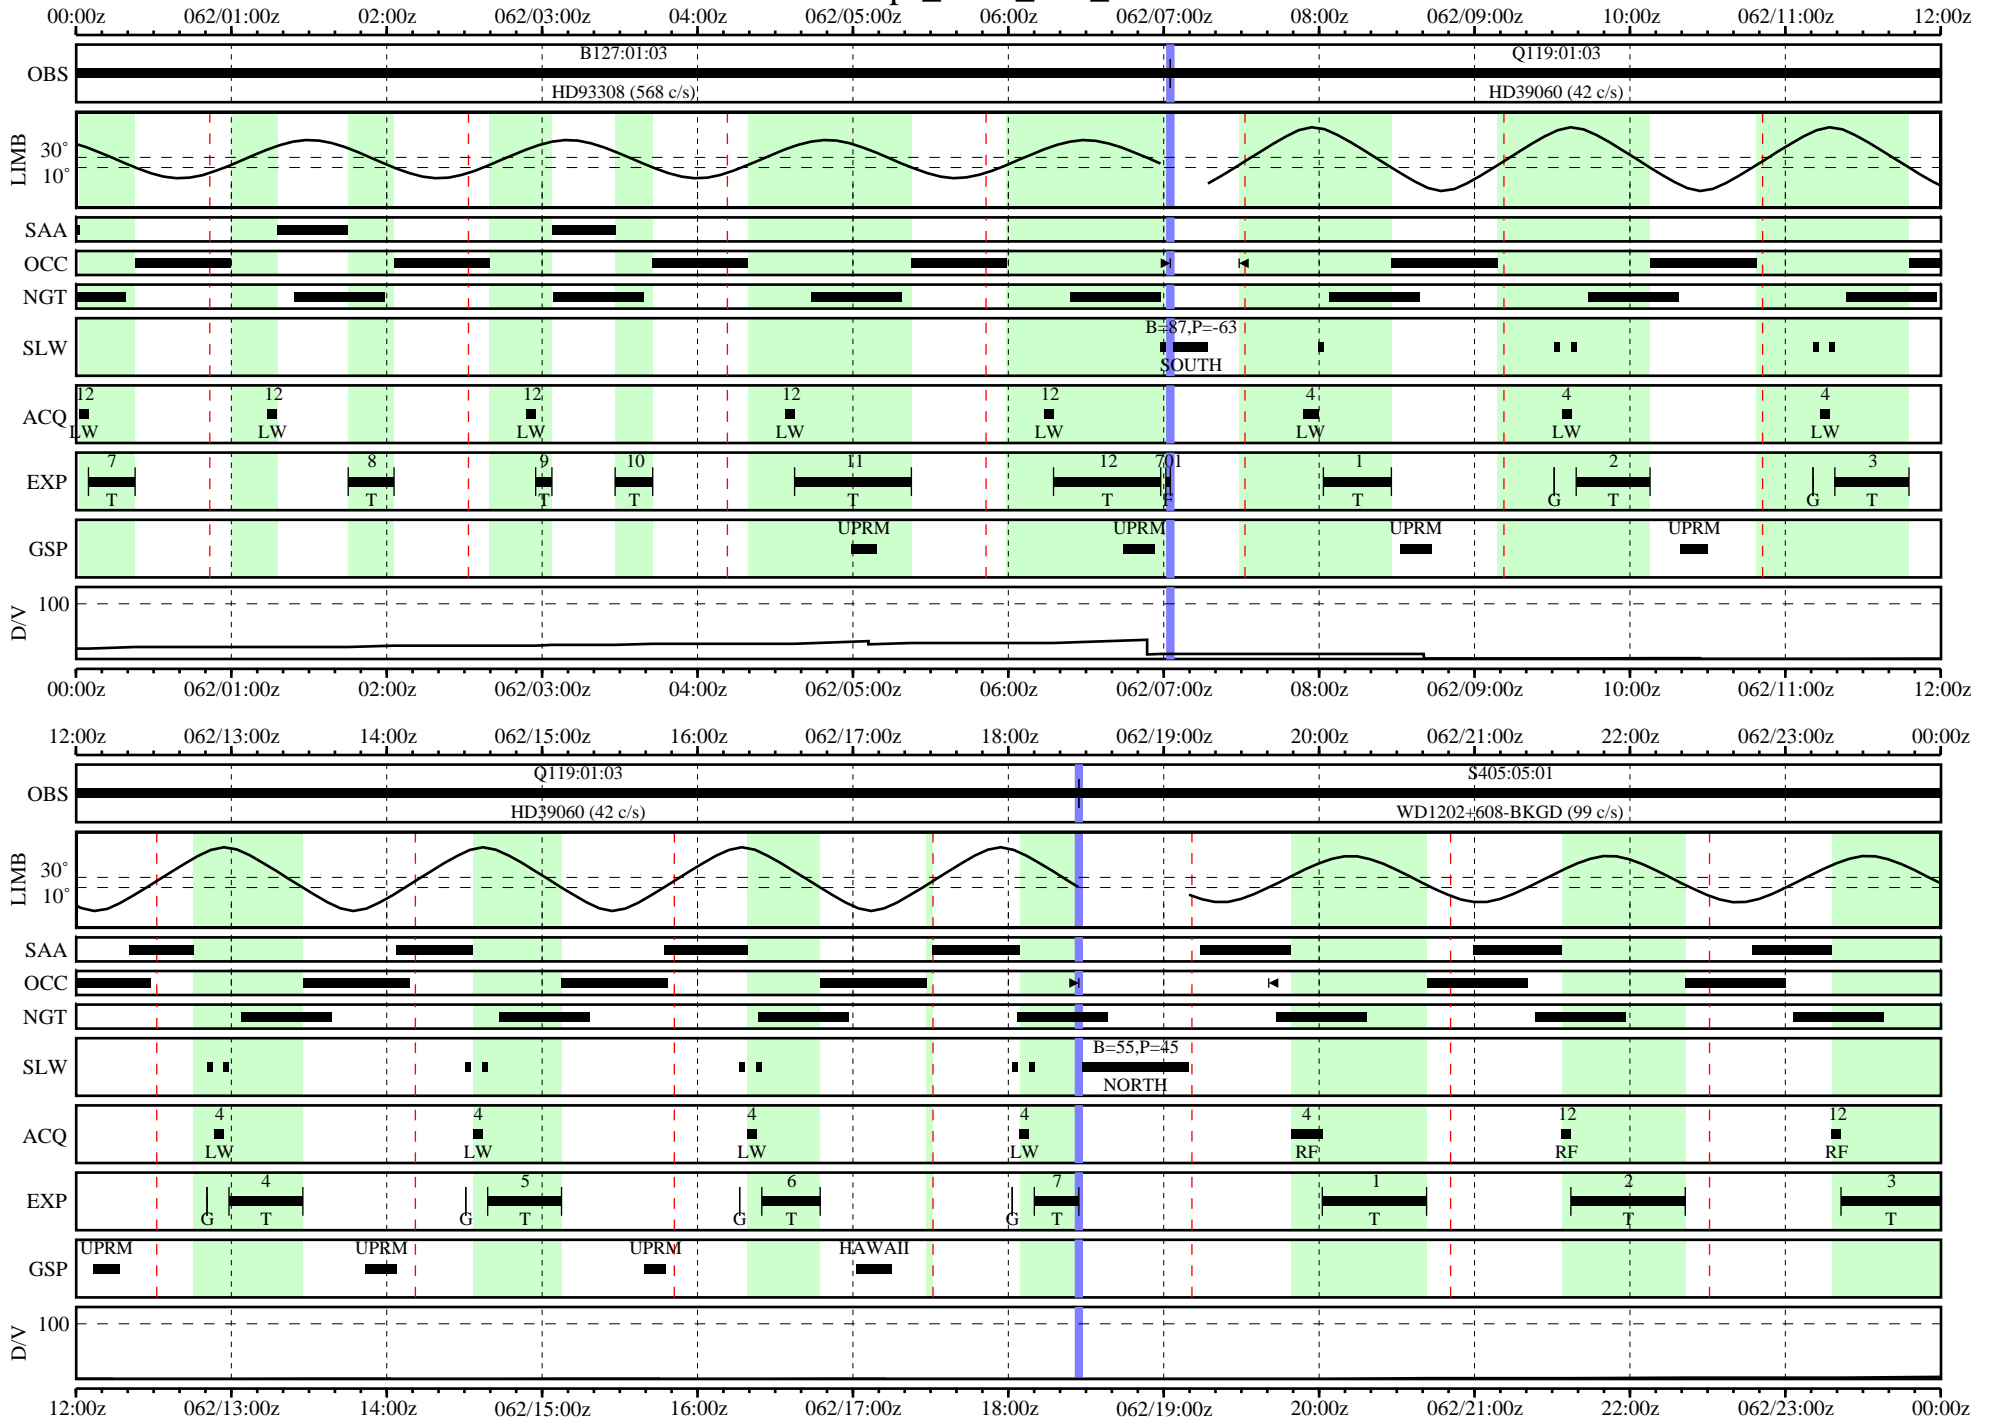 00:00z 062/01:00z 02:00z 062/03:00z 04:00z 062/05:00z 06:00z 062/07:00z 08:00z 062/09:00z 10:00z 062/11:00z 12:00z
B127:01:03 Q119:01:03
OBS
HD93308 (568 c/s) HD39060 (42 c/s)
LIMB 30° 10°
SAA
OCC
NGT
B=87,P=-63
SLW
SOUTH
12 12 12 12 12 4 4 4
ACQ
LW LW LW LW LW LW LW LW
7 8 9 10 11 12 701 1 2 3
EXP
T T T T T T F T G T G T
UPRM UPRM UPRM UPRM
GSP
D/V 100
00:00z 062/01:00z 02:00z 062/03:00z 04:00z 062/05:00z 06:00z 062/07:00z 08:00z 062/09:00z 10:00z 062/11:00z 12:00z
12:00z 062/13:00z 14:00z 062/15:00z 16:00z 062/17:00z 18:00z 062/19:00z 20:00z 062/21:00z 22:00z 062/23:00z 00:00z
Q119:01:03 S405:05:01
OBS
HD39060 (42 c/s) WD1202+608-BKGD (99 c/s)
LIMB 30° 10°
SAA
OCC
NGT
B=55,P=45
SLW
NORTH
4 4 4 4 4 12 12
ACQ
LW LW LW LW RF RF RF
4 5 6 7 1 2 3
EXP
G T G T G T G T T T T
UPRM UPRM UPRM HAWAII
GSP
D/V 100
12:00z 062/13:00z 14:00z 062/15:00z 16:00z 062/17:00z 18:00z 062/19:00z 20:00z 062/21:00z 22:00z 062/23:00z 00:00z